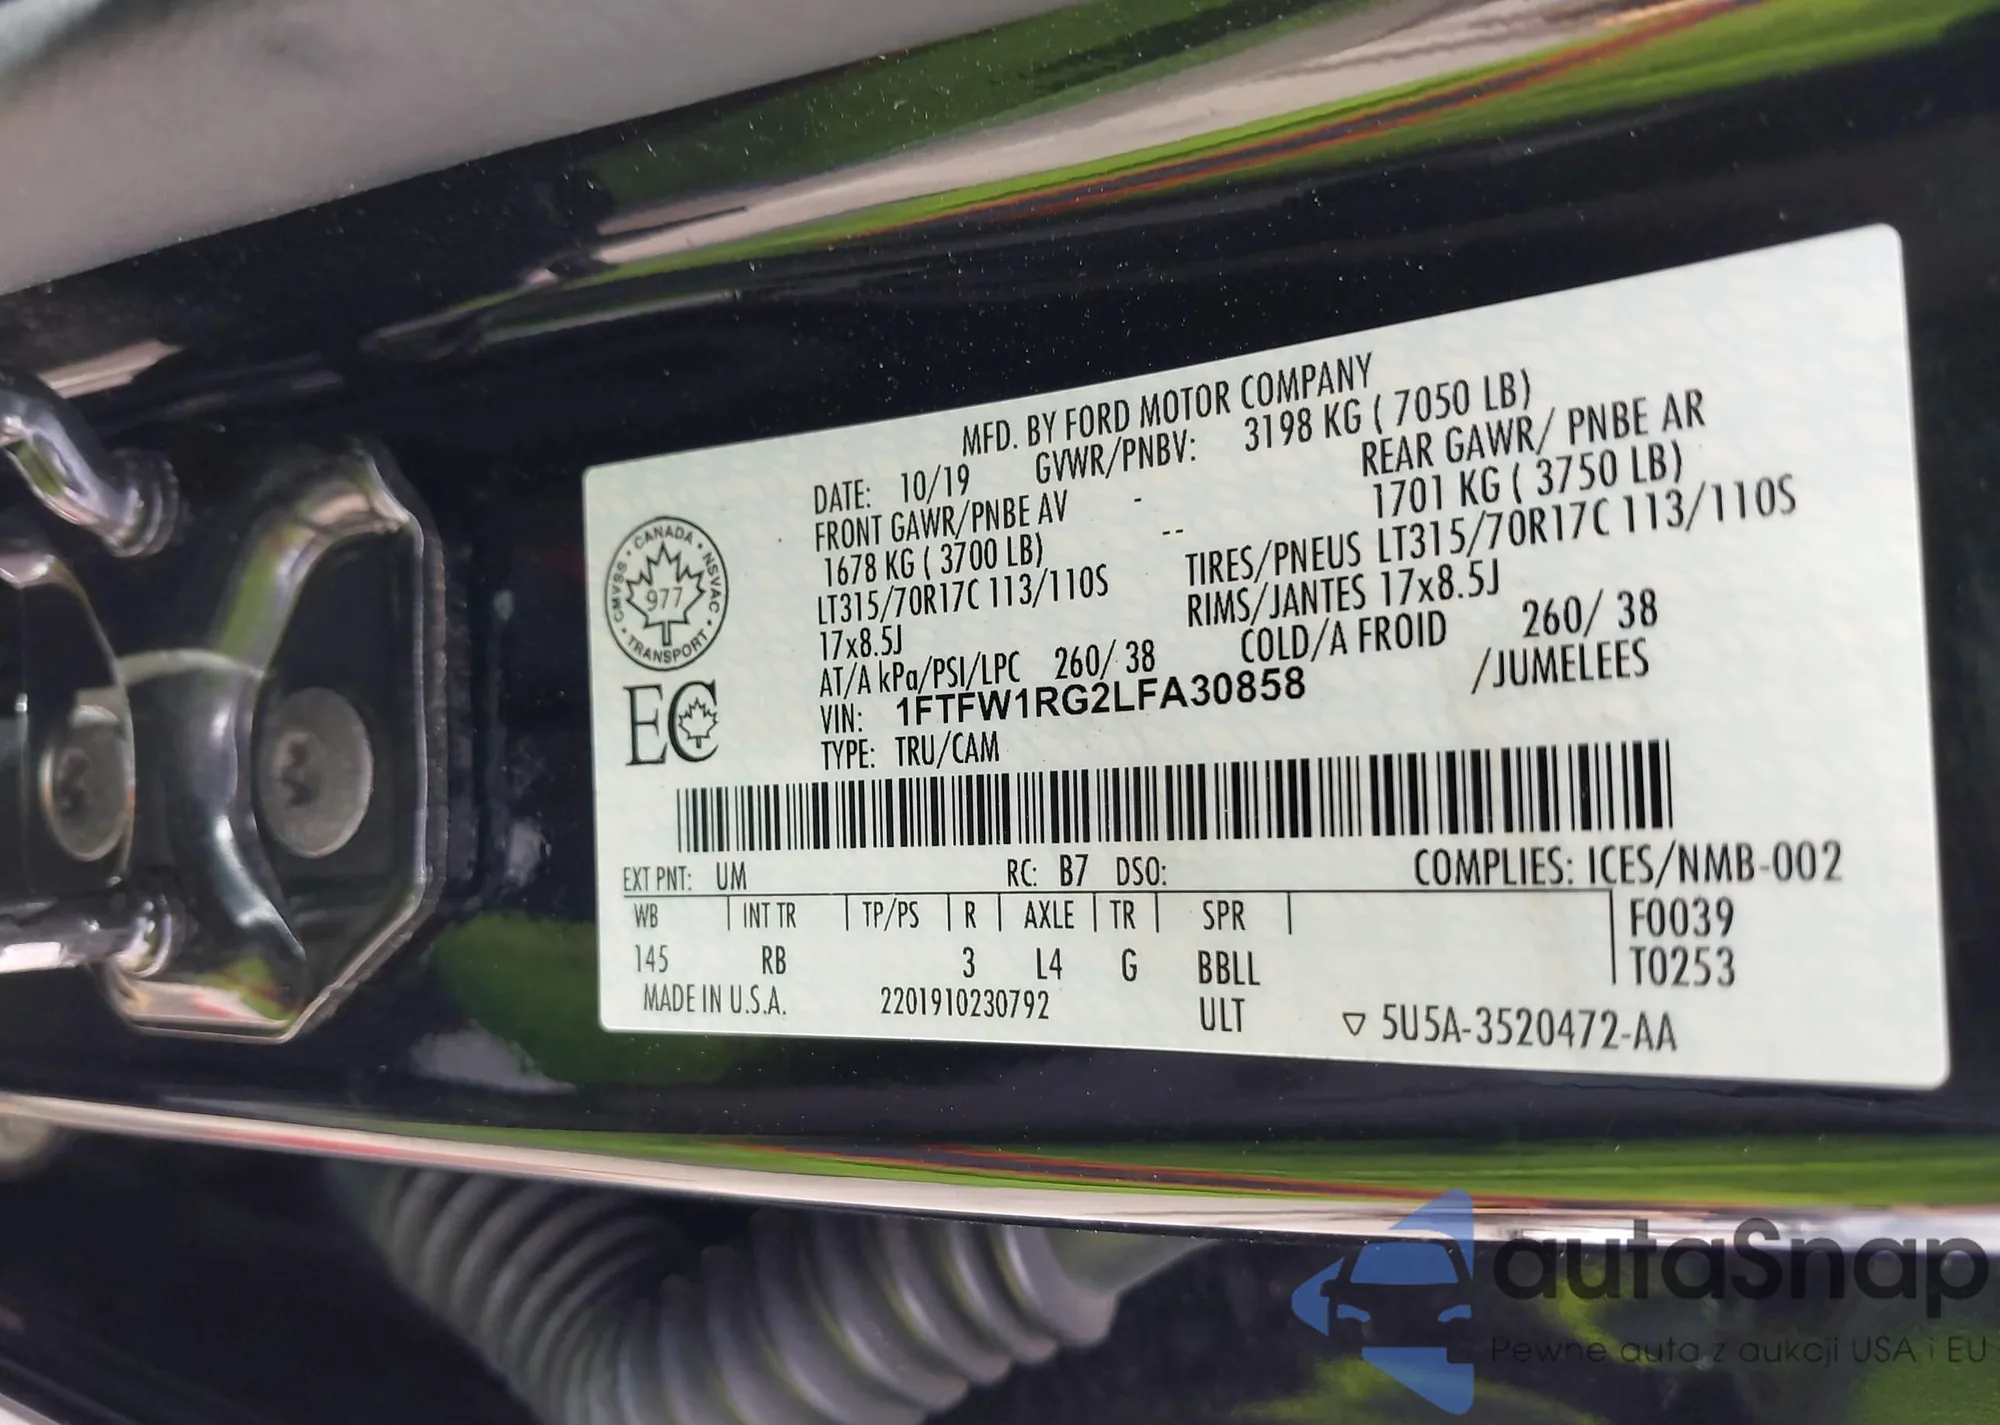 MFD. BY FORD MOTOR COMPANY
DATE: 10/19 GVWR/PNBV: 3198 KG ( 7050 LB)
FRONT GAWR/PNBE AV - REAR GAWR/ PNBE AR
1678 KG ( 3700 LB) -- 1701 KG ( 3750 LB)
LT315/70R17C 113/110S TIRES/PNEUS LT315/70R17C 113/110S
17x8.5J RIMS/JANTES 17x8.5J
AT/A kPa/PSI/LPC 260/ 38 COLD/A FROID 260/ 38
VIN: 1FTFW1RG2LFA30858 /JUMELEES
TYPE: TRU/CAM
CANADA • NSVAC • TRANSPORT • CMVSS •
977
EC
EXT PNT: UM RC: B7 DSO: COMPLIES: ICES/NMB-002
WB INT TR TP/PS R AXLE TR SPR F0039
145 RB 3 L4 G BBLL T0253
MADE IN U.S.A. 2201910230792 ULT ▽ 5U5A-3520472-AA
autaSnap
Pewne auta z aukcji USA i EU